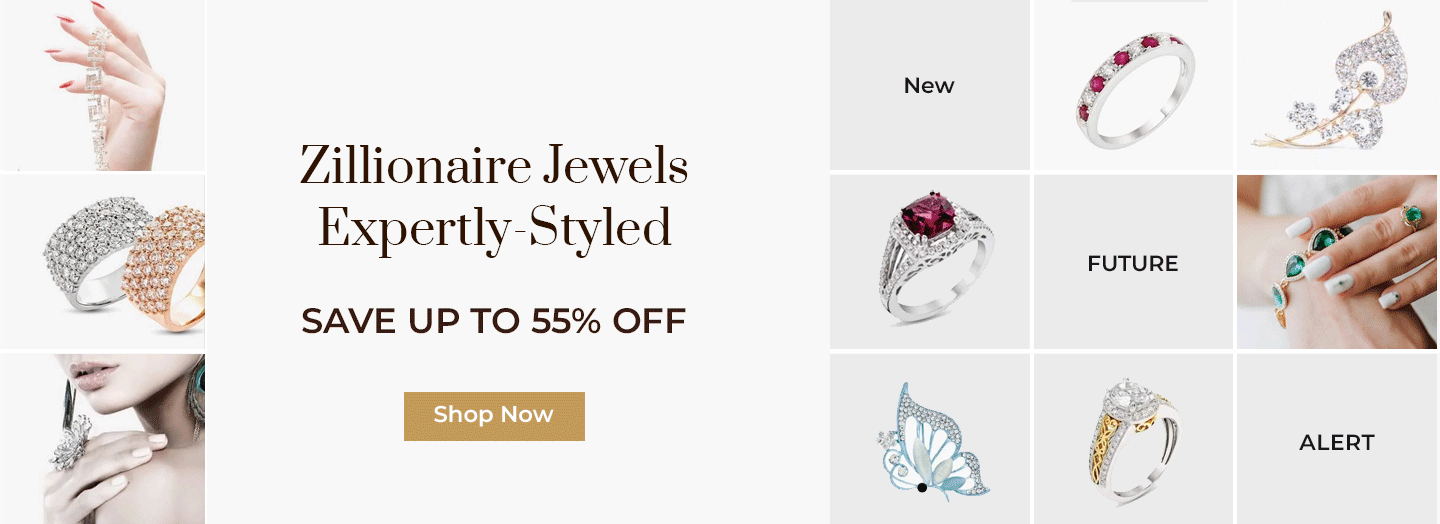 Zillionaire Jewels
Expertly-Styled
SAVE UP TO 55% OFF
Shop Now
New
FUTURE
ALERT